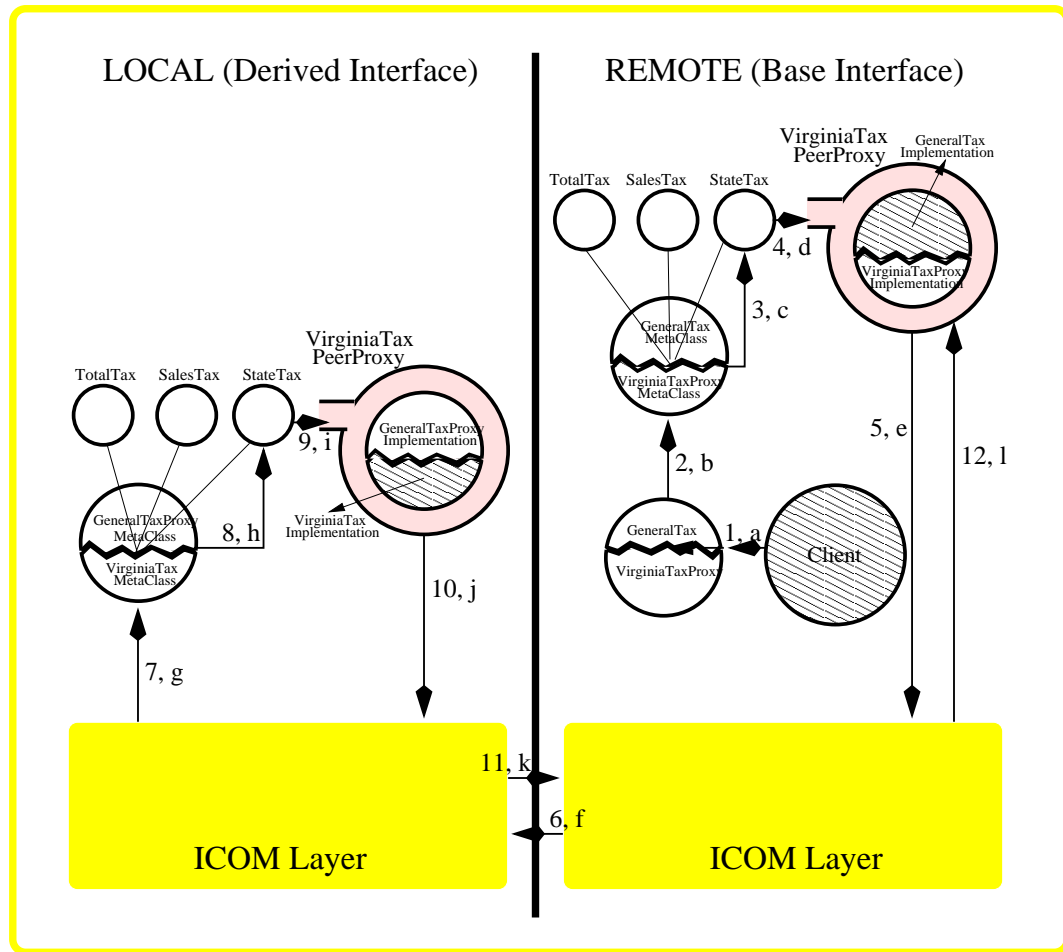 LOCAL (Derived Interface)
REMOTE (Base Interface)
VirginiaTax
PeerProxy
GeneralTax
Implementation
TotalTax
SalesTax
StateTax
4, d
VirginiaTaxProxy
Implementation
3, c
GeneralTax
MetaClass
VirginiaTaxProxy
MetaClass
VirginiaTax
PeerProxy
TotalTax
SalesTax
StateTax
9, i
GeneralTaxProxy
Implementation
5, e
12, l
2, b
GeneralTaxProxy
MetaClass
VirginiaTax
MetaClass
8, h
VirginiaTax
Implementation
GeneralTax
1, a
VirginiaTaxProxy
Client
10, j
7, g
11, k
6, f
ICOM Layer
ICOM Layer